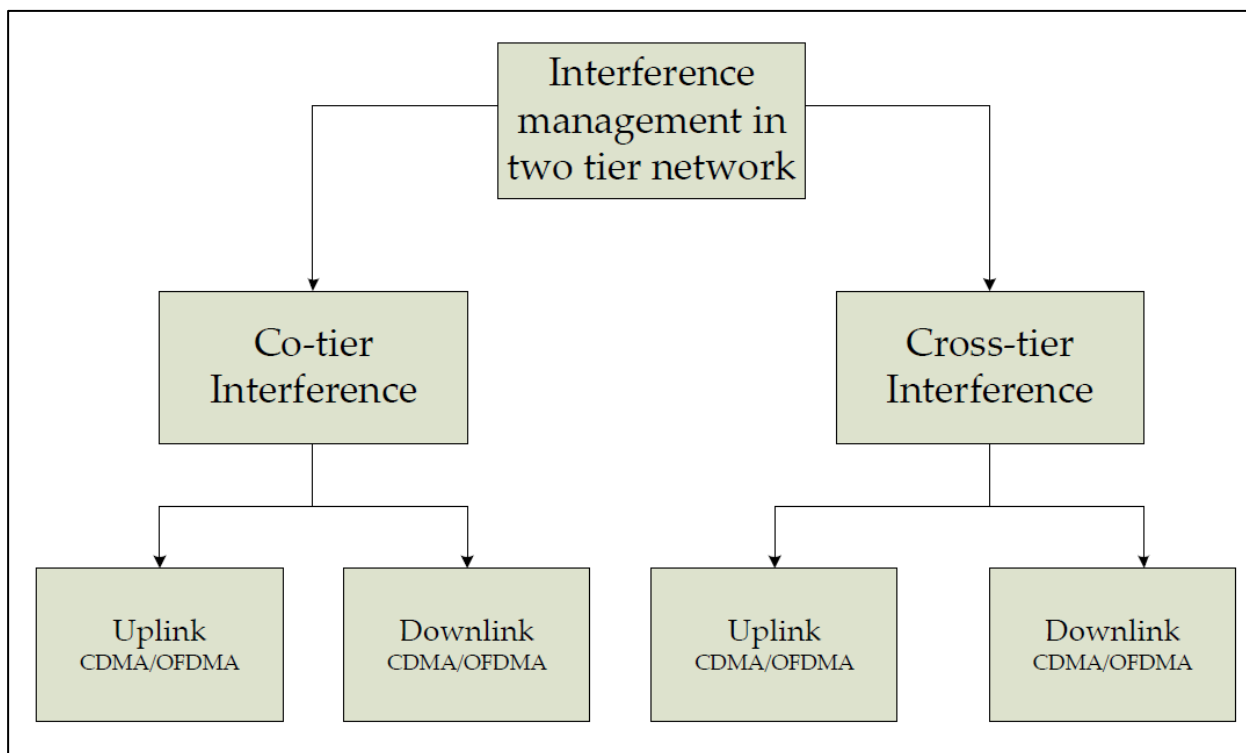 Interference
management in
two tier network
Co-tier
Interference
Cross-tier
Interference
Uplink
CDMA/OFDMA
Downlink
CDMA/OFDMA
Uplink
CDMA/OFDMA
Downlink
CDMA/OFDMA